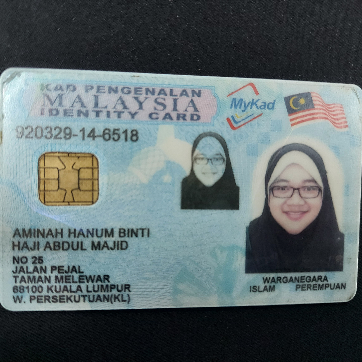 KAD PENGENALAN
MALAYSIA
IDENTITY CARD
MyKad
920329-14-6518
AMINAH HANUM BINTI
HAJI ABDUL MAJID
NO 25
JALAN PEJAL
TAMAN MELEWAR
68100 KUALA LUMPUR
W. PERSEKUTUAN(KL)
WARGANEGARA
ISLAM PEREMPUAN